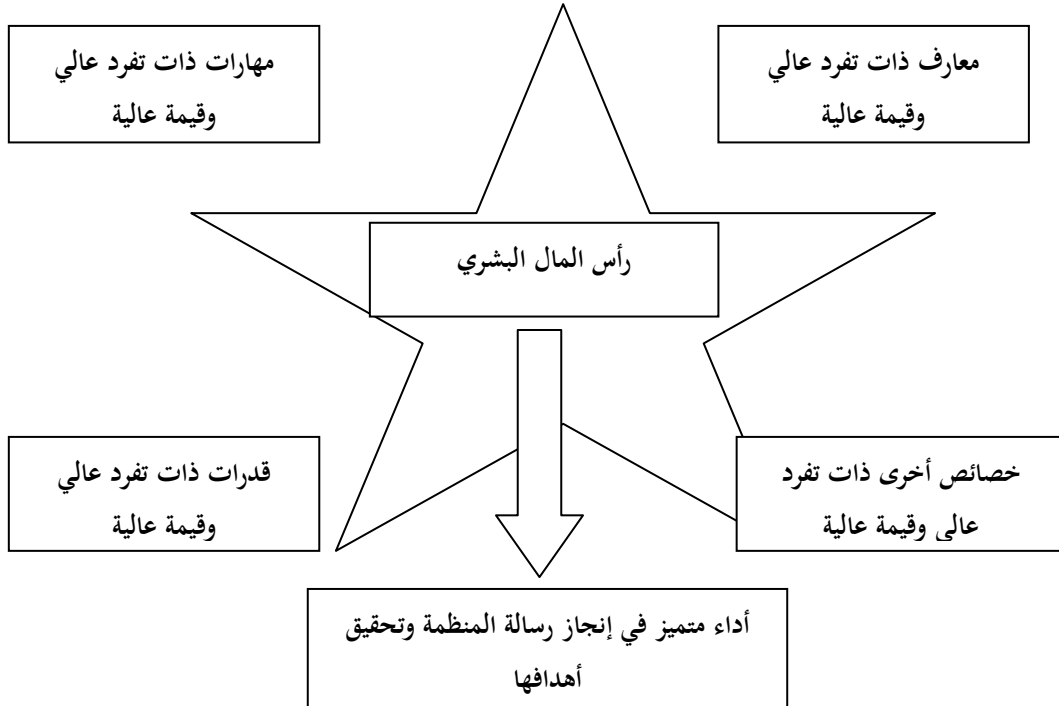 معارف ذات تفرد عالي
وقيمة عالية
مهارات ذات تفرد عالي
وقيمة عالية
رأس المال البشري
خصائص أخرى ذات تفرد
عالي وقيمة عالية
قدرات ذات تفرد عالي
وقيمة عالية
أداء متميز في إنجاز رسالة المنظمة وتحقيق
أهدافها